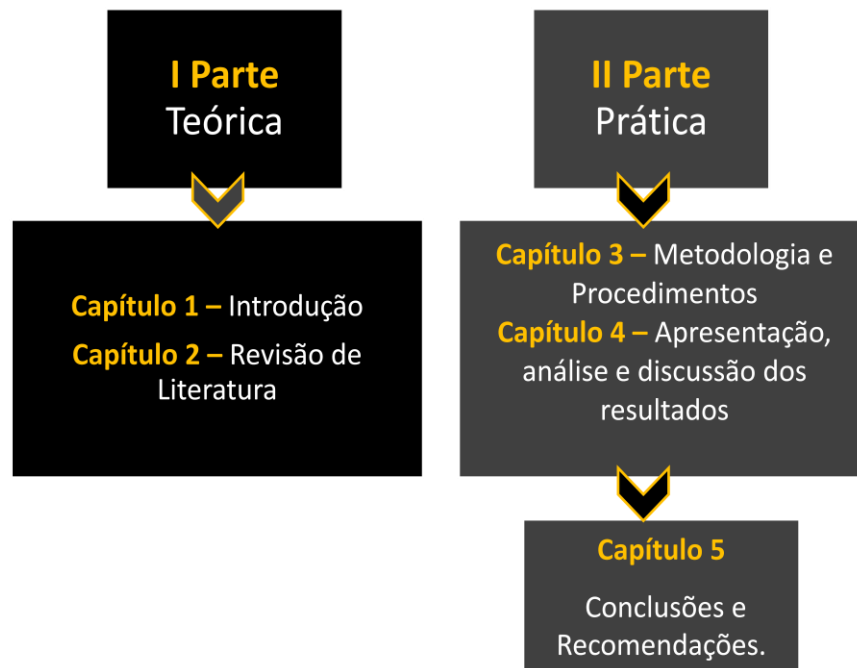 I Parte
Teórica
Capítulo 1 – Introdução
Capítulo 2 – Revisão de
Literatura
II Parte
Prática
Capítulo 3 – Metodologia e
Procedimentos
Capítulo 4 – Apresentação,
análise e discussão dos
resultados
Capítulo 5
Conclusões e
Recomendações.